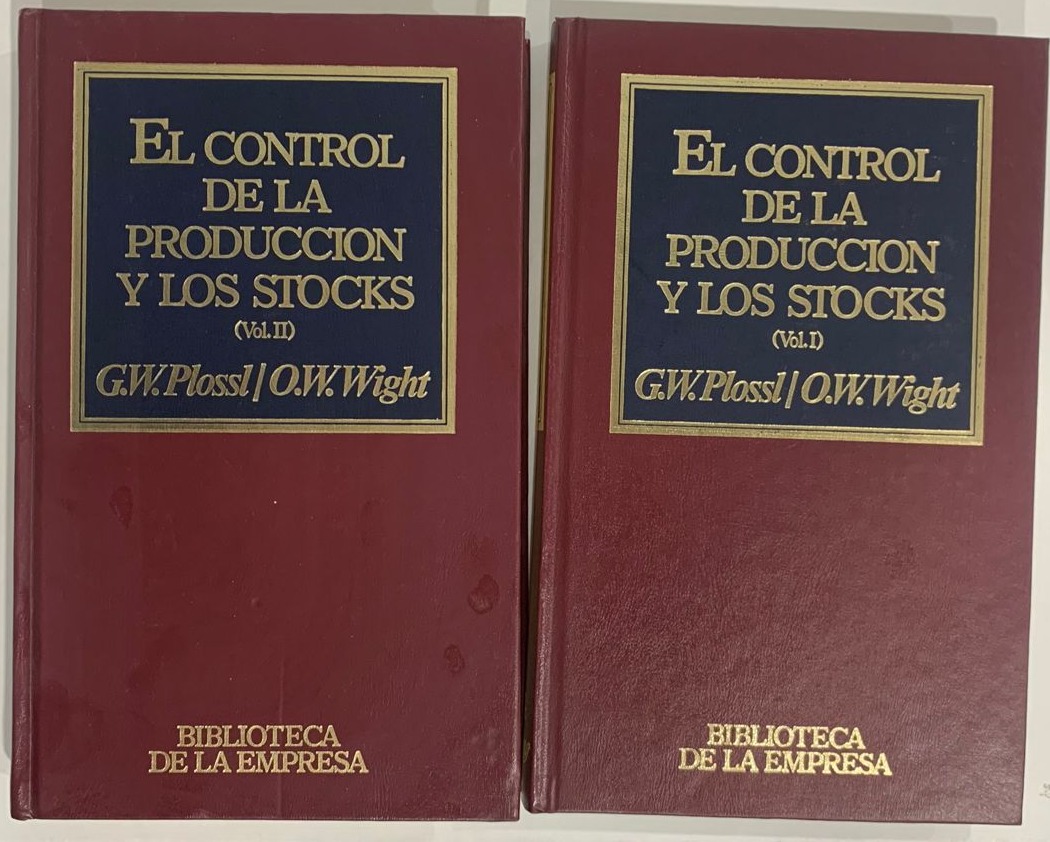 EL CONTROL
DE LA
PRODUCCION
Y LOS STOCKS
(Vol. II)
G.W. Plossl / O.W. Wight
BIBLIOTECA
DE LA EMPRESA
EL CONTROL
DE LA
PRODUCCION
Y LOS STOCKS
(Vol. I)
G.W. Plossl / O.W. Wight
BIBLIOTECA
DE LA EMPRESA